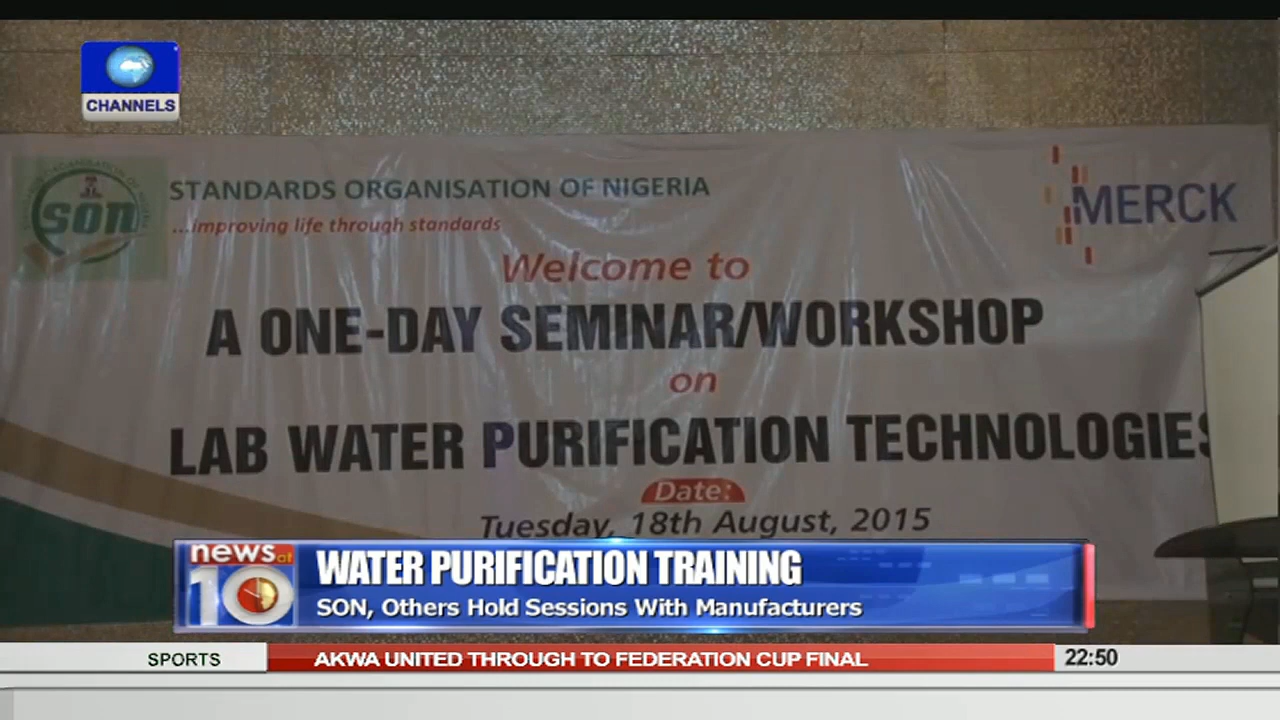 CHANNELS
STANDARDS ORGANISATION OF NIGERIA
...improving life through standards
SON
MERCK
Welcome to
A ONE-DAY SEMINAR/WORKSHOP
on
LAB WATER PURIFICATION TECHNOLOGIES
Date:
Tuesday, 18th August, 2015
news at 10
WATER PURIFICATION TRAINING
SON, Others Hold Sessions With Manufacturers
SPORTS
AKWA UNITED THROUGH TO FEDERATION CUP FINAL
22:50